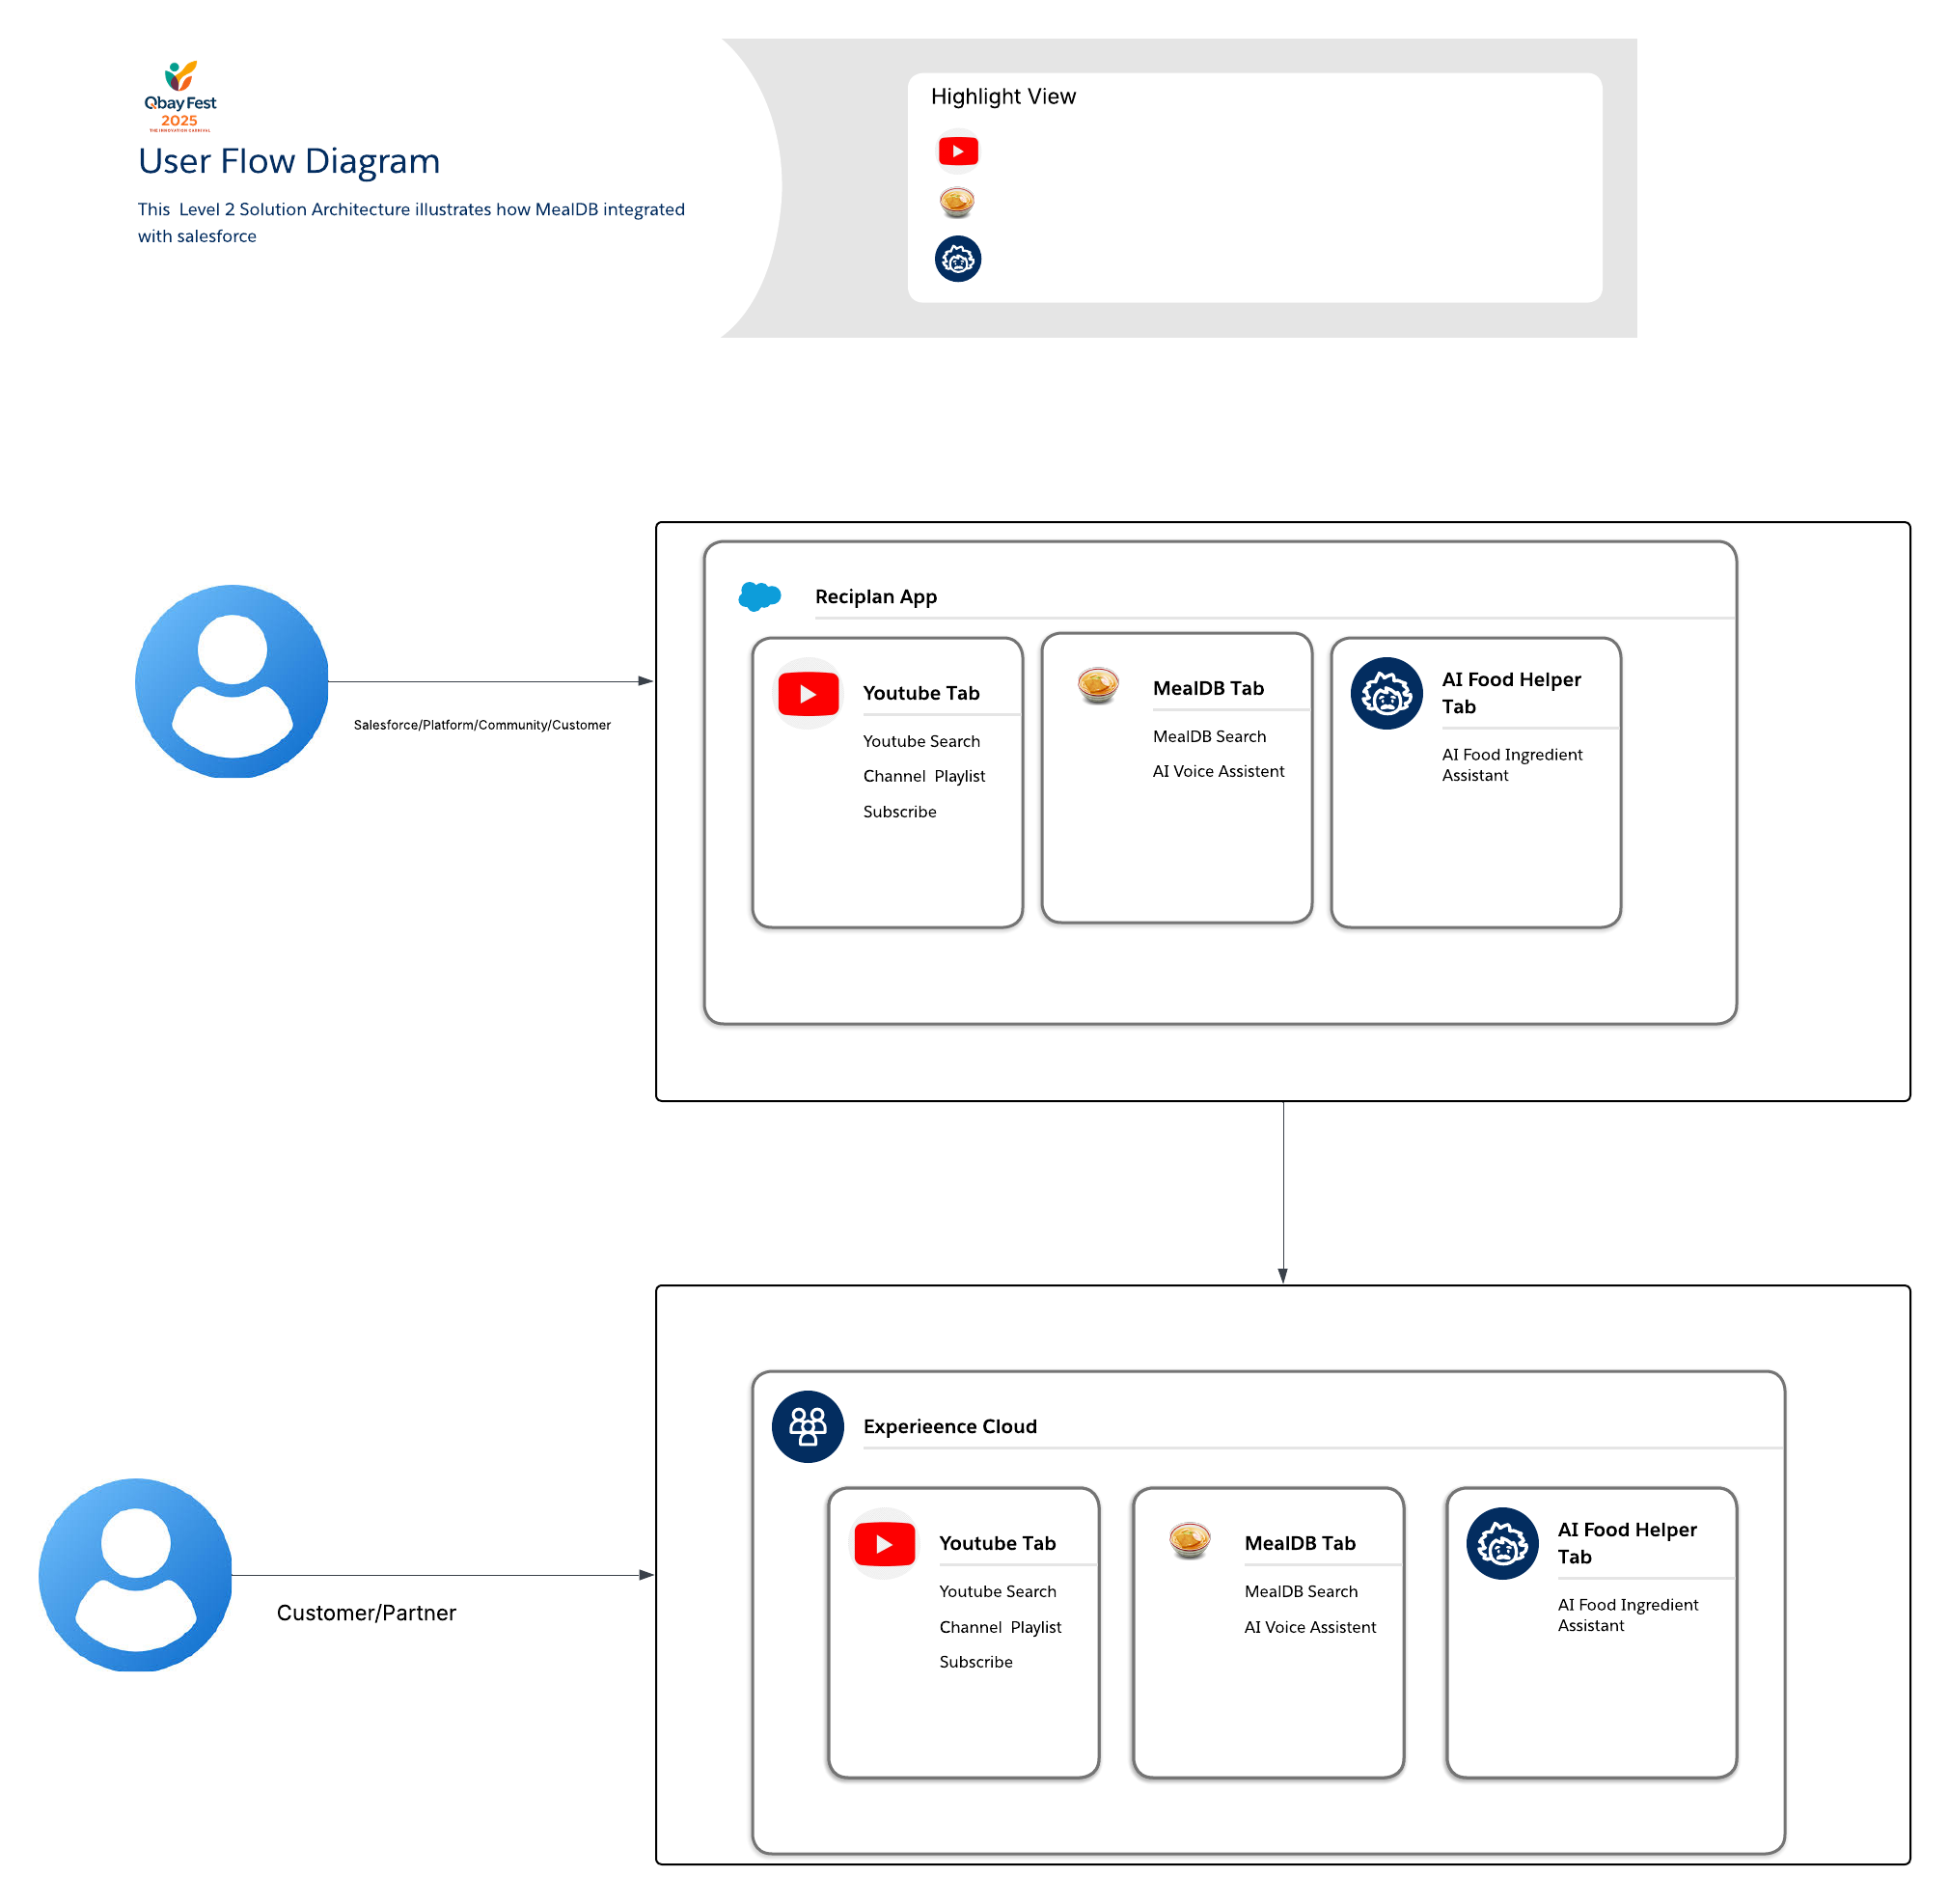 Qbay Fest
2025
THE INNOVATION CARNIVAL
User Flow Diagram
This  Level 2 Solution Architecture illustrates how MealDB integrated
with salesforce
Highlight View
Salesforce/Platform/Community/Customer
Reciplan App
Youtube Tab
Youtube Search
Channel  Playlist
Subscribe
MealDB Tab
MealDB Search
AI Voice Assistent
AI Food Helper
Tab
AI Food Ingredient
Assistant
Customer/Partner
Experieence Cloud
Youtube Tab
Youtube Search
Channel  Playlist
Subscribe
MealDB Tab
MealDB Search
AI Voice Assistent
AI Food Helper
Tab
AI Food Ingredient
Assistant